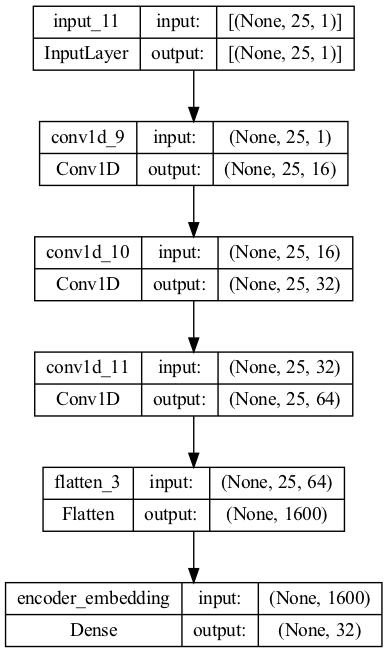 input_11 input: [(None, 25, 1)]
InputLayer output: [(None, 25, 1)]
conv1d_9 input: (None, 25, 1)
Conv1D output: (None, 25, 16)
conv1d_10 input: (None, 25, 16)
Conv1D output: (None, 25, 32)
conv1d_11 input: (None, 25, 32)
Conv1D output: (None, 25, 64)
flatten_3 input: (None, 25, 64)
Flatten output: (None, 1600)
encoder_embedding input: (None, 1600)
Dense output: (None, 32)